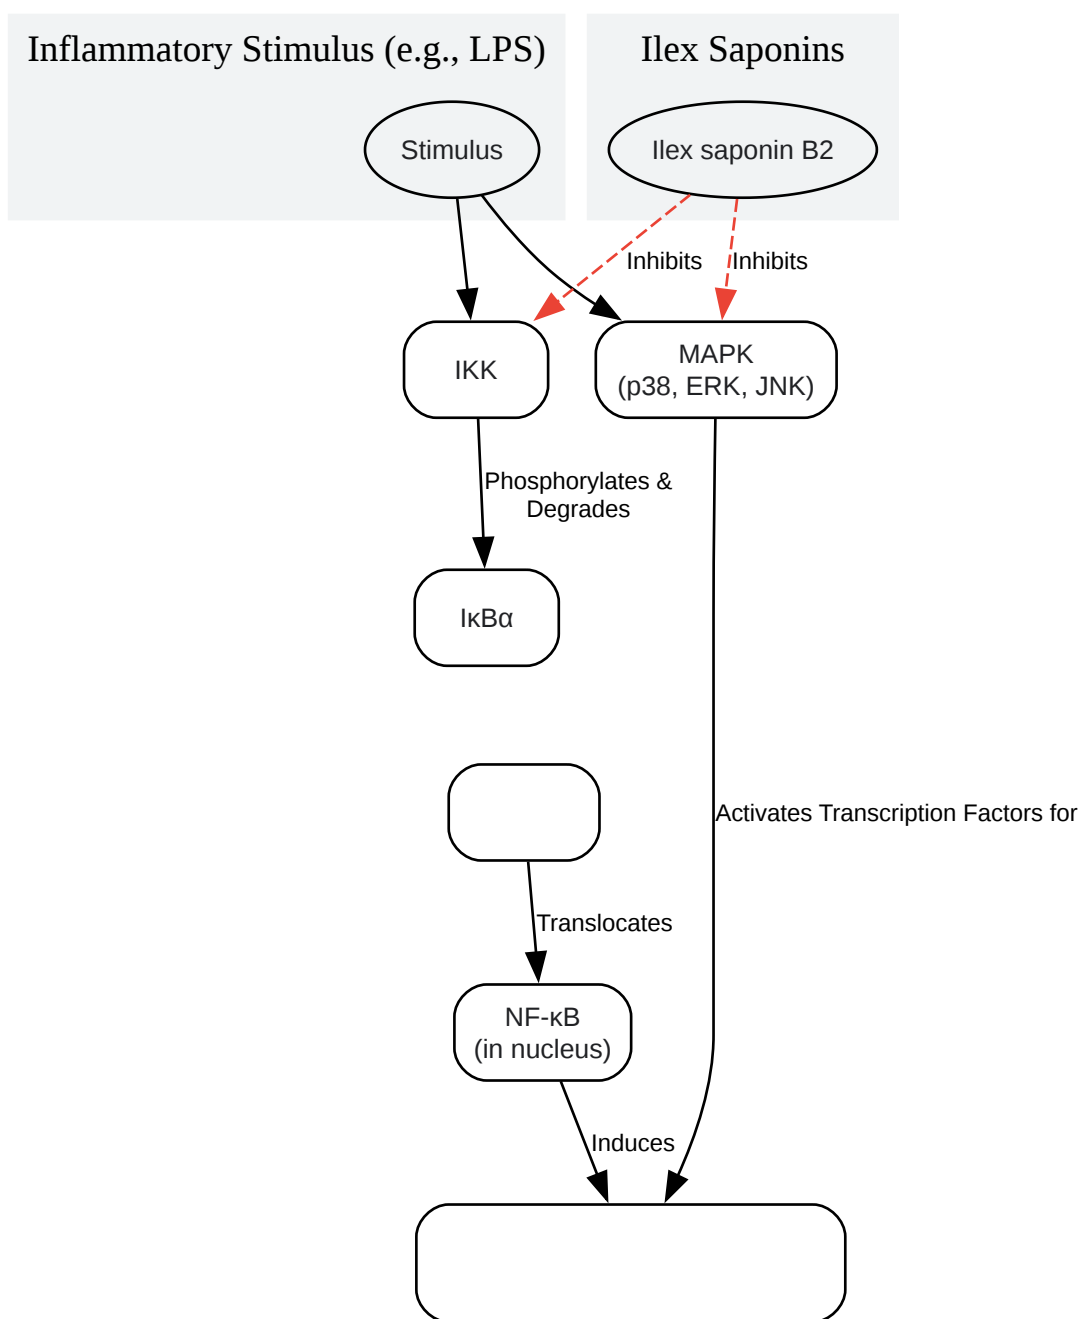 Inflammatory Stimulus (e.g., LPS)
Ilex Saponins
Stimulus
Ilex saponin B2
Inhibits
Inhibits
IKK
MAPK
(p38, ERK, JNK)
Phosphorylates &
Degrades
IκBα
Activates Transcription Factors for
Translocates
NF-κB
(in nucleus)
Induces